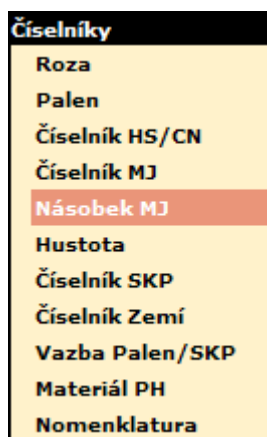 Číselníky
Roza
Palen
Číselník HS/CN
Číselník MJ
Násobek MJ
Hustota
Číselník SKP
Číselník Zemí
Vazba Palen/SKP
Materiál PH
Nomenklatura